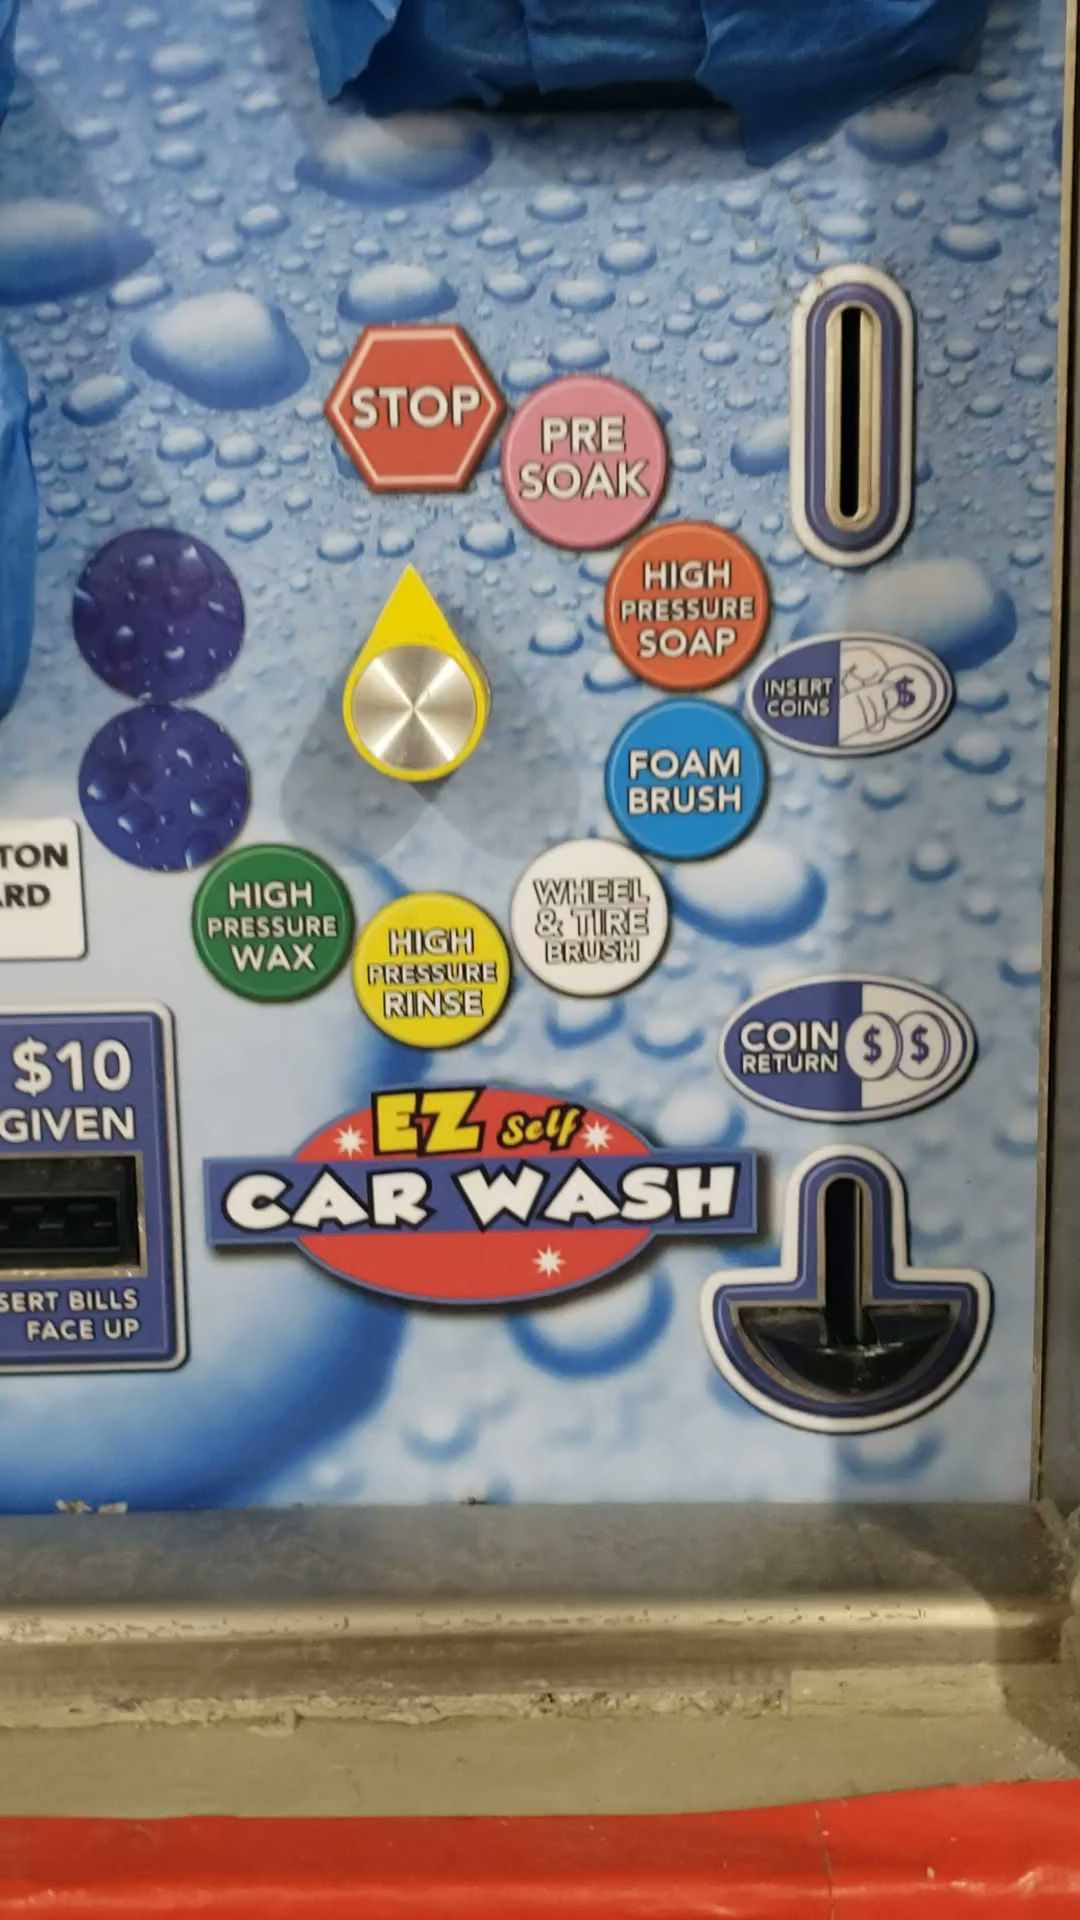 STOP
PRE
SOAK
HIGH
PRESSURE
SOAP
INSERT
COINS
$
FOAM
BRUSH
WHEEL
& TIRE
BRUSH
HIGH
PRESSURE
RINSE
HIGH
PRESSURE
WAX
TON
ARD
COIN
RETURN
$ $
$10
GIVEN
SERT BILLS
FACE UP
EZ Self
CAR WASH